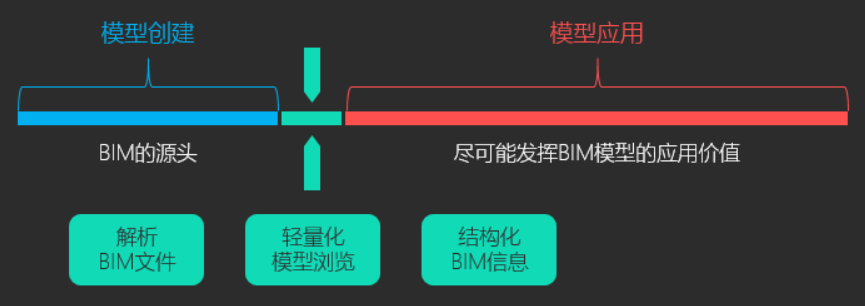 模型创建
模型应用
BIM的源头
尽可能发挥BIM模型的应用价值
解析
BIM文件
轻量化
模型浏览
结构化
BIM信息